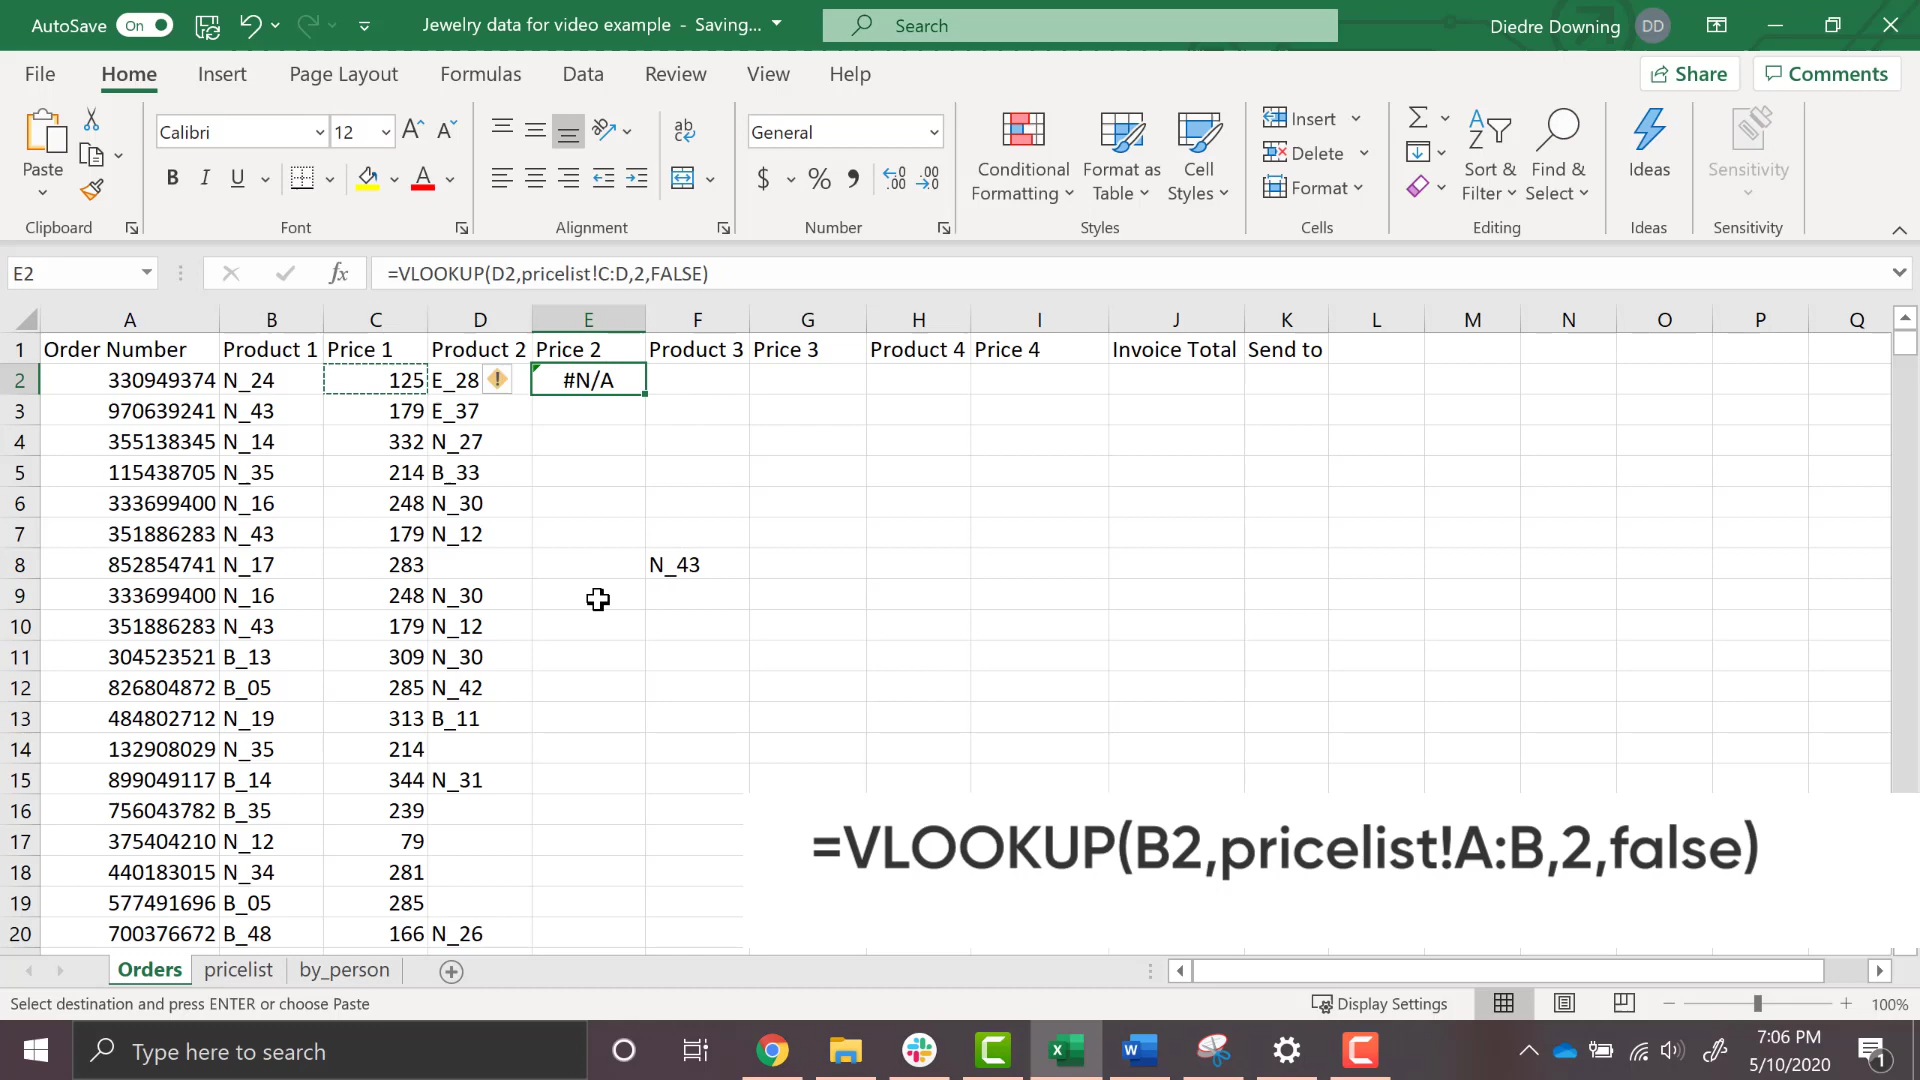 AutoSave On Jewelry data for video example - Saving... Search Diedre Downing DD
File Home Insert Page Layout Formulas Data Review View Help Share Comments
Paste Calibri 12 General Conditional Formatting Format as Table Cell Styles Insert Delete Format Sort & Filter Find & Select Ideas Sensitivity
Clipboard Font Alignment Number Styles Cells Editing Ideas Sensitivity
E2 fx =VLOOKUP(D2,pricelist!C:D,2,FALSE)
A B C D E F G H I J K L M N O P Q
1 Order Number Product 1 Price 1 Product 2 Price 2 Product 3 Price 3 Product 4 Price 4 Invoice Total Send to
2 330949374 N_24 125 E_28 #N/A
3 970639241 N_43 179 E_37
4 355138345 N_14 332 N_27
5 115438705 N_35 214 B_33
6 333699400 N_16 248 N_30
7 351886283 N_43 179 N_12
8 852854741 N_17 283 N_43
9 333699400 N_16 248 N_30
10 351886283 N_43 179 N_12
11 304523521 B_13 309 N_30
12 826804872 B_05 285 N_42
13 484802712 N_19 313 B_11
14 132908029 N_35 214
15 899049117 B_14 344 N_31
16 756043782 B_35 239
17 375404210 N_12 79
18 440183015 N_34 281
19 577491696 B_05 285
20 700376672 B_48 166 N_26
=VLOOKUP(B2,pricelist!A:B,2,false)
Orders pricelist by_person
Select destination and press ENTER or choose Paste Display Settings 100%
Type here to search 7:06 PM
5/10/2020 1